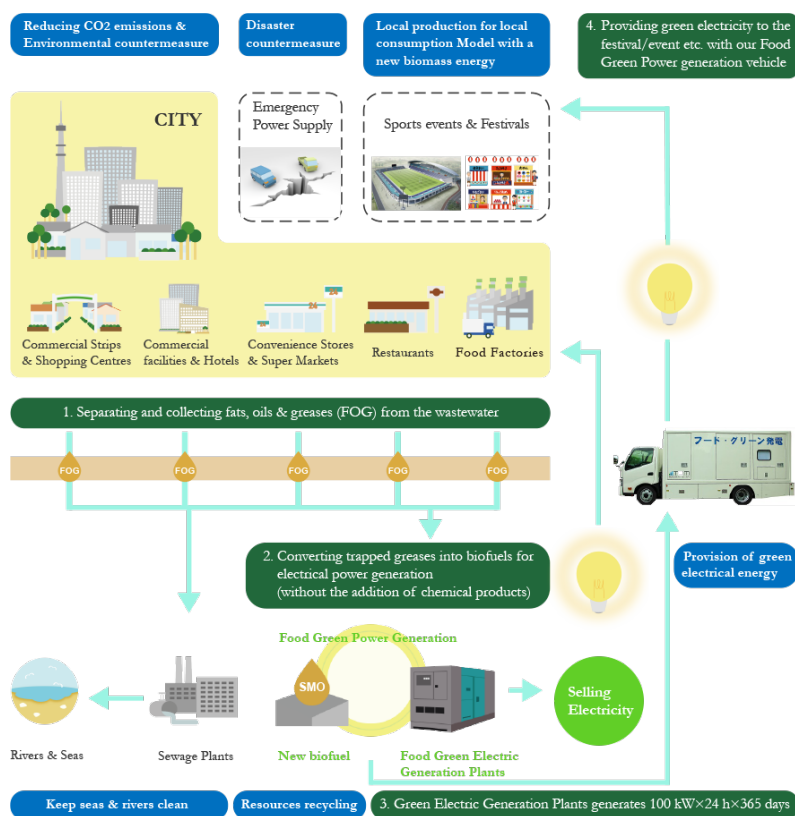 Reducing CO2 emissions &
Environmental countermeasure
Disaster
countermeasure
Local production for local
consumption Model with a
new biomass energy
4. Providing green electricity to the
festival/event etc. with our Food
Green Power generation vehicle
CITY
Emergency
Power Supply
Sports events & Festivals
24
Commercial Strips
& Shopping Centres
Commercial
facilities & Hotels
Convenience Stores
& Super Markets
Restaurants
Food Factories
1. Separating and collecting fats, oils & greases (FOG) from the wastewater
FOG
FOG
FOG
FOG
FOG
フード・グリーン発電
2. Converting trapped greases into biofuels for
electrical power generation
(without the addition of chemical products)
Provision of green
electrical energy
Food Green Power Generation
SMO
Selling
Electricity
Rivers & Seas
Sewage Plants
New biofuel
Food Green Electric
Generation Plants
Keep seas & rivers clean
Resources recycling
3. Green Electric Generation Plants generates 100 kW×24 h×365 days